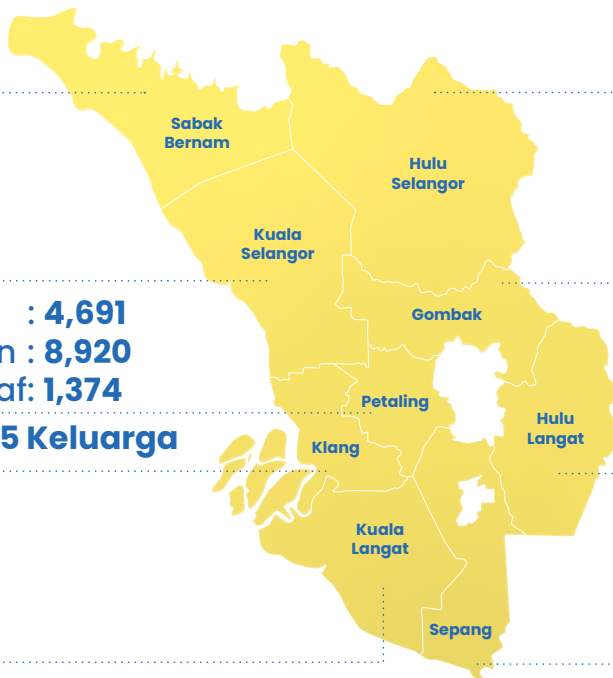 Sabak
Bernam
Hulu
Selangor
Kuala
Selangor
: 4,691
n : 8,920
af: 1,374
5 Keluarga
Gombak
Petaling
Klang
Hulu
Langat
Kuala
Langat
Sepang